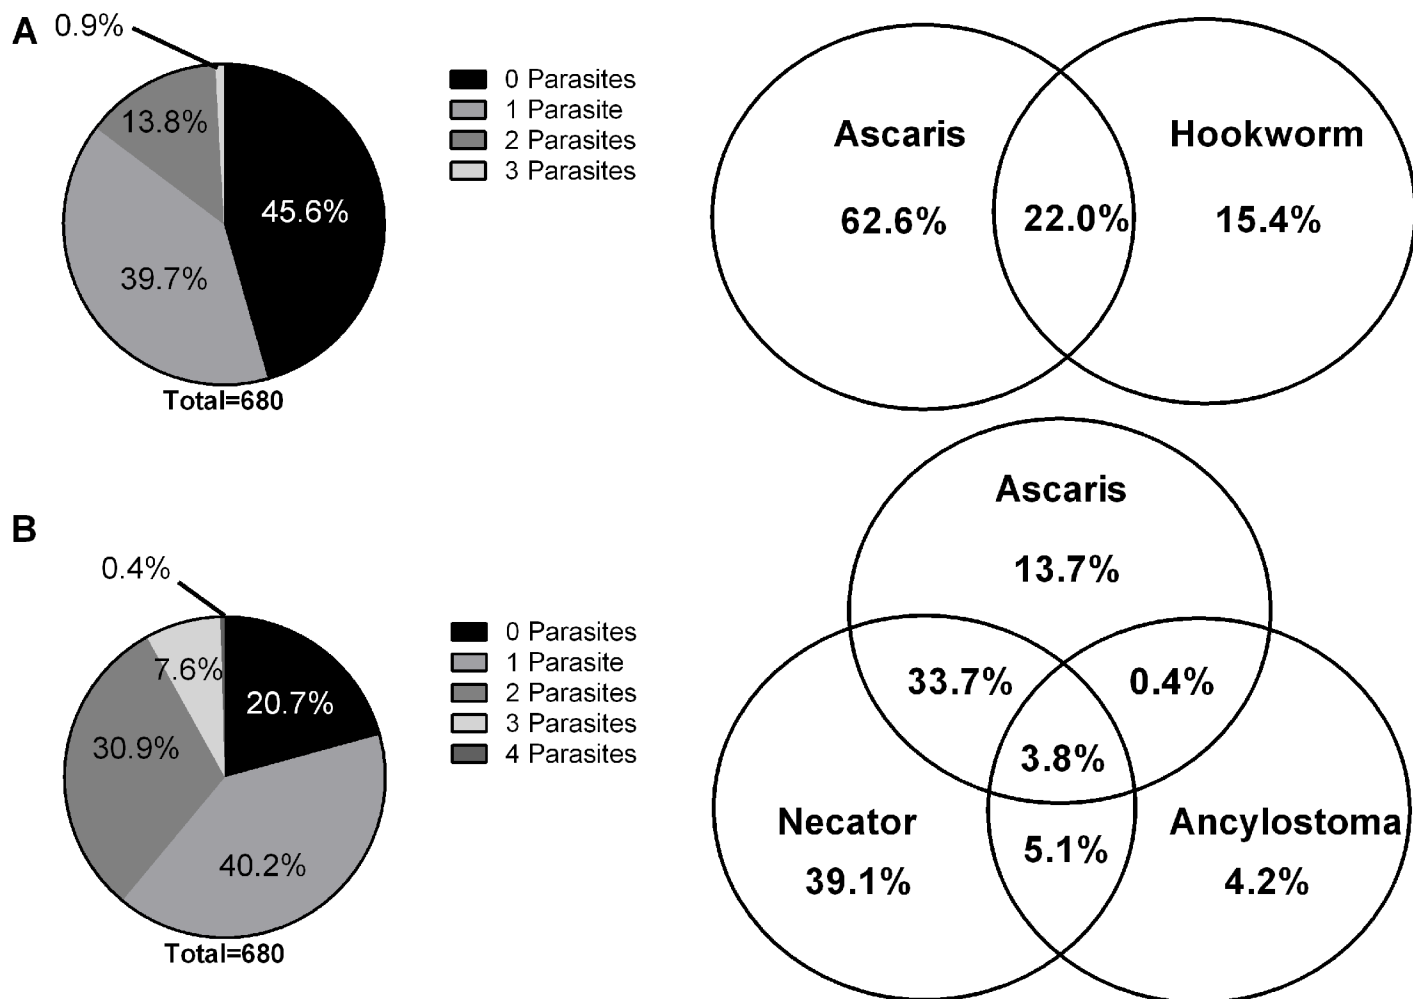 A
0.9%
13.8%
45.6%
39.7%
Total=680
0 Parasites
1 Parasite
2 Parasites
3 Parasites
Ascaris
62.6%
22.0%
Hookworm
15.4%
B
0.4%
7.6%
20.7%
30.9%
40.2%
Total=680
0 Parasites
1 Parasite
2 Parasites
3 Parasites
4 Parasites
Ascaris
13.7%
33.7%
0.4%
3.8%
Necator
39.1%
5.1%
Ancylostoma
4.2%